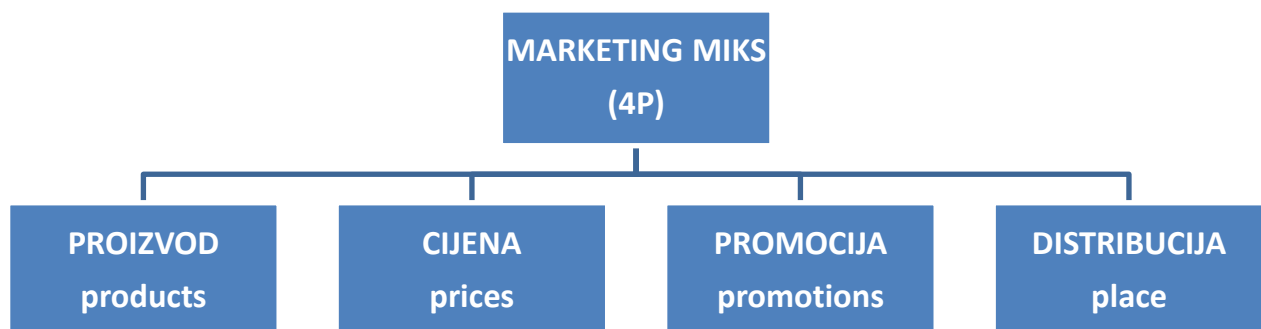 MARKETING MIKS
(4P)
PROIZVOD
products
CIJENA
prices
PROMOCIJA
promotions
DISTRIBUCIJA
place